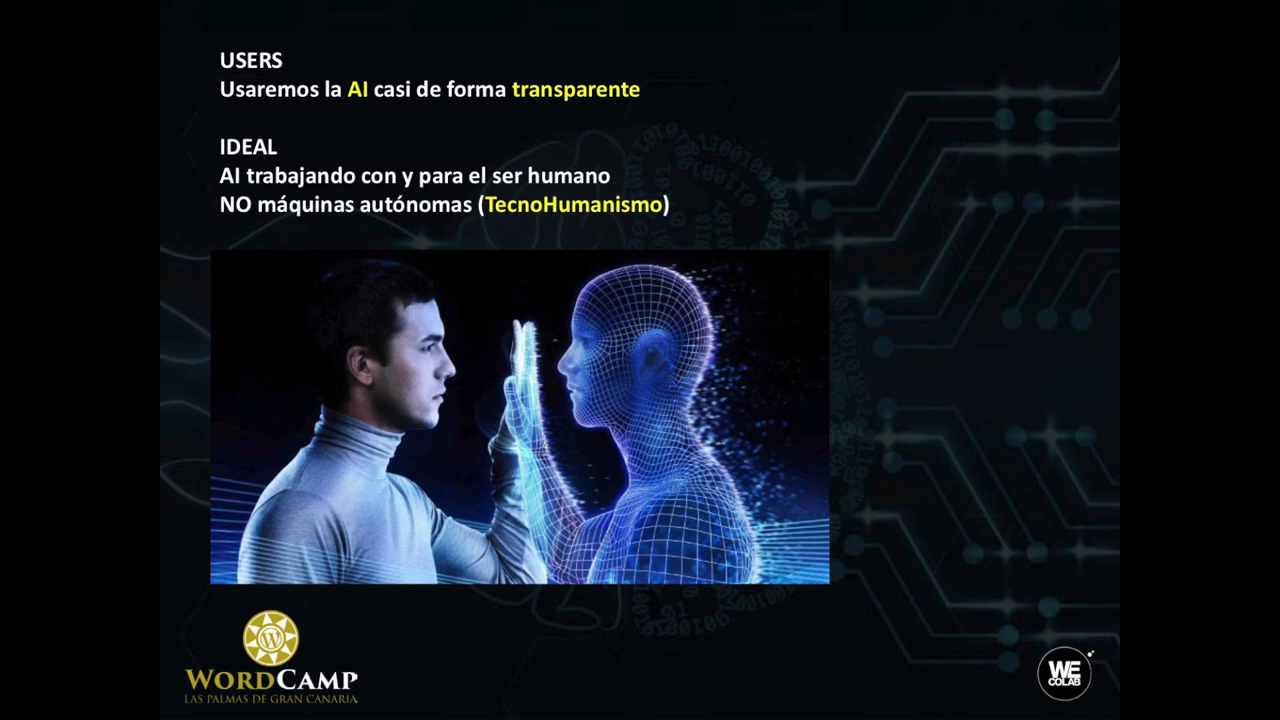 USERS
Usaremos la AI casi de forma transparente
IDEAL
AI trabajando con y para el ser humano
NO máquinas autónomas (TecnoHumanismo)
WORDCAMP
LAS PALMAS DE GRAN CANARIA
WE
COLAB